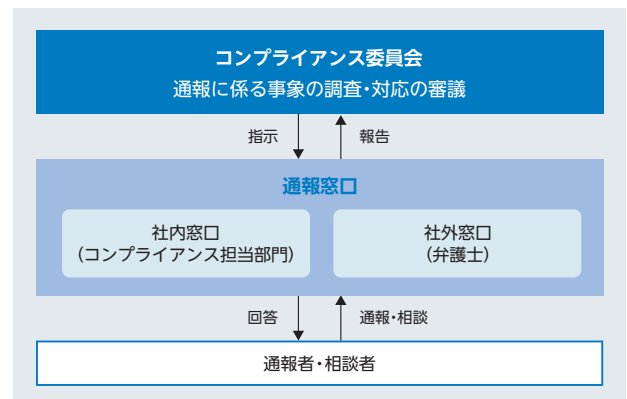 コンプライアンス委員会
通報に係る事象の調査・対応の審議
指示
報告
通報窓口
社内窓口
（コンプライアンス担当部門）
社外窓口
（弁護士）
回答
通報・相談
通報者・相談者